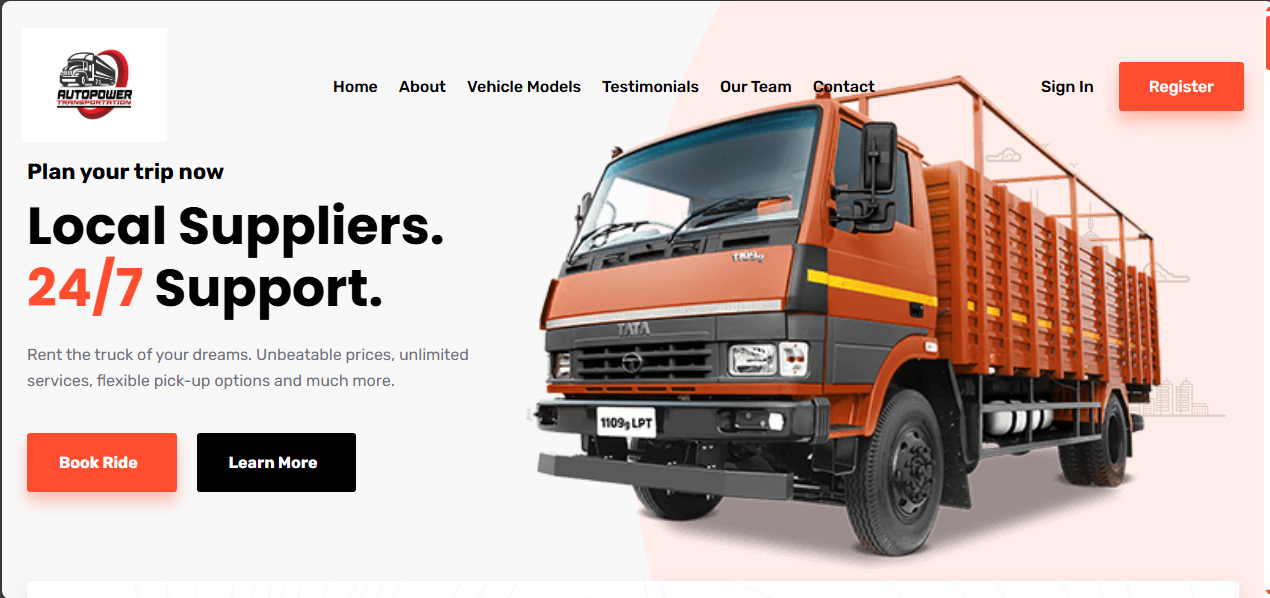 AUTOPOWER
TRANSPORTATION
Home About Vehicle Models Testimonials Our Team Contact Sign In Register
Plan your trip now
Local Suppliers.
24/7 Support.
Rent the truck of your dreams. Unbeatable prices, unlimited
services, flexible pick-up options and much more.
Book Ride Learn More
1109g
TATA
1109g LPT